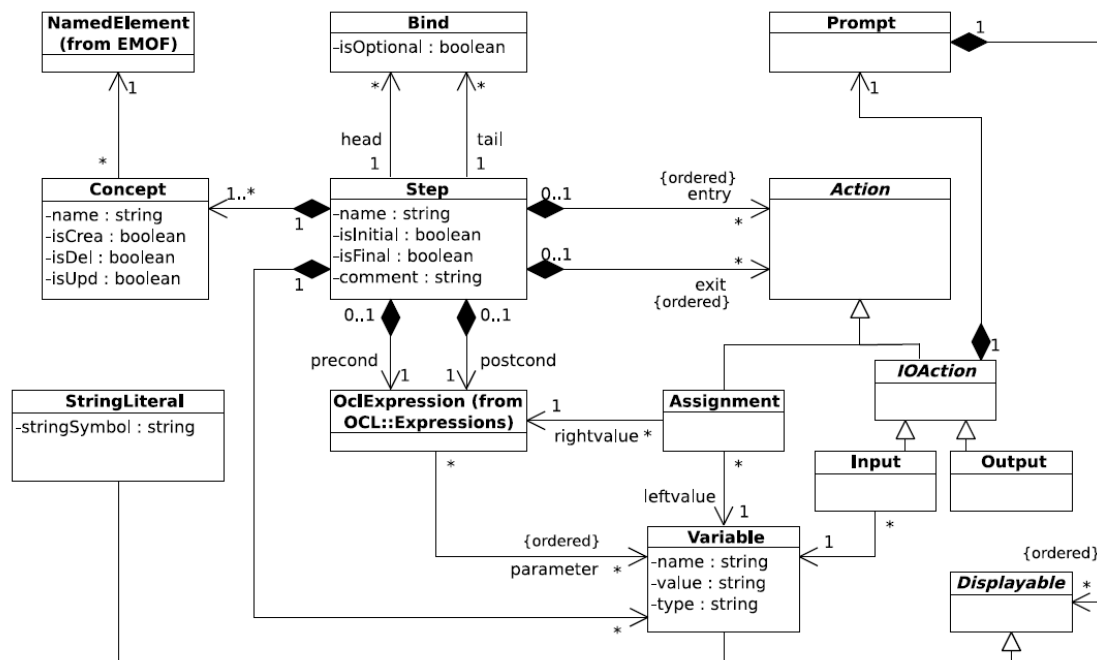 NamedElement
(from EMOF)
1
*
Bind
-isOptional : boolean
*
*
head
tail
1
1
Prompt
1
1
Concept
-name : string
-isCrea : boolean
-isDel : boolean
-isUpd : boolean
1..*
1
Step
-name : string
-isInitial : boolean
-isFinal : boolean
-comment : string
1
0..1
{ordered}
entry
*
0..1
*
exit
{ordered}
Action
0..1
0..1
precond
postcond
1
1
1
IOAction
StringLiteral
-stringSymbol : string
OclExpression (from
OCL::Expressions)
1
rightvalue *
Assignment
*
leftvalue
1
Input
Output
*
1
*
{ordered}
parameter
*
Variable
-name : string
-value : string
-type : string
*
{ordered}
*
Displayable